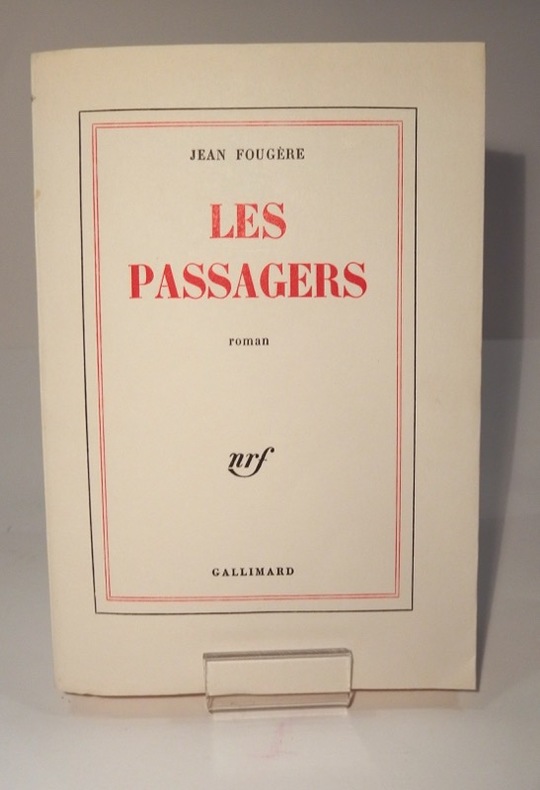 JEAN FOUGÈRE
LES
PASSAGERS
roman
nrf
GALLIMARD